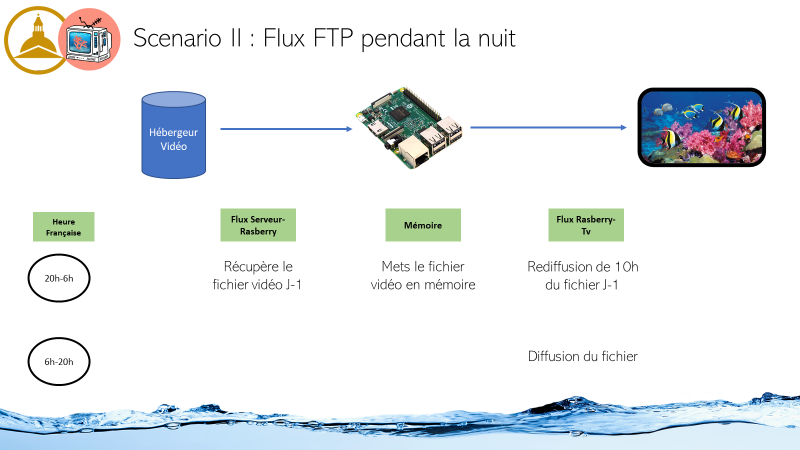 Scenario II : Flux FTP pendant la nuit
Hébergeur
Vidéo
Heure
Française
Flux Serveur-
Rasberry
Mémoire
Flux Rasberry-
Tv
20h-6h
Récupère le
fichier vidéo J-1
Mets le fichier
vidéo en mémoire
Rediffusion de 10h
du fichier J-1
6h-20h
Diffusion du fichier